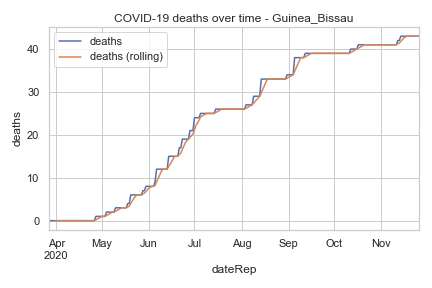 COVID-19 deaths over time - Guinea_Bissau
deaths
deaths (rolling)
deaths
40
30
20
10
0
Apr May Jun Jul Aug Sep Oct Nov
2020
dateRep